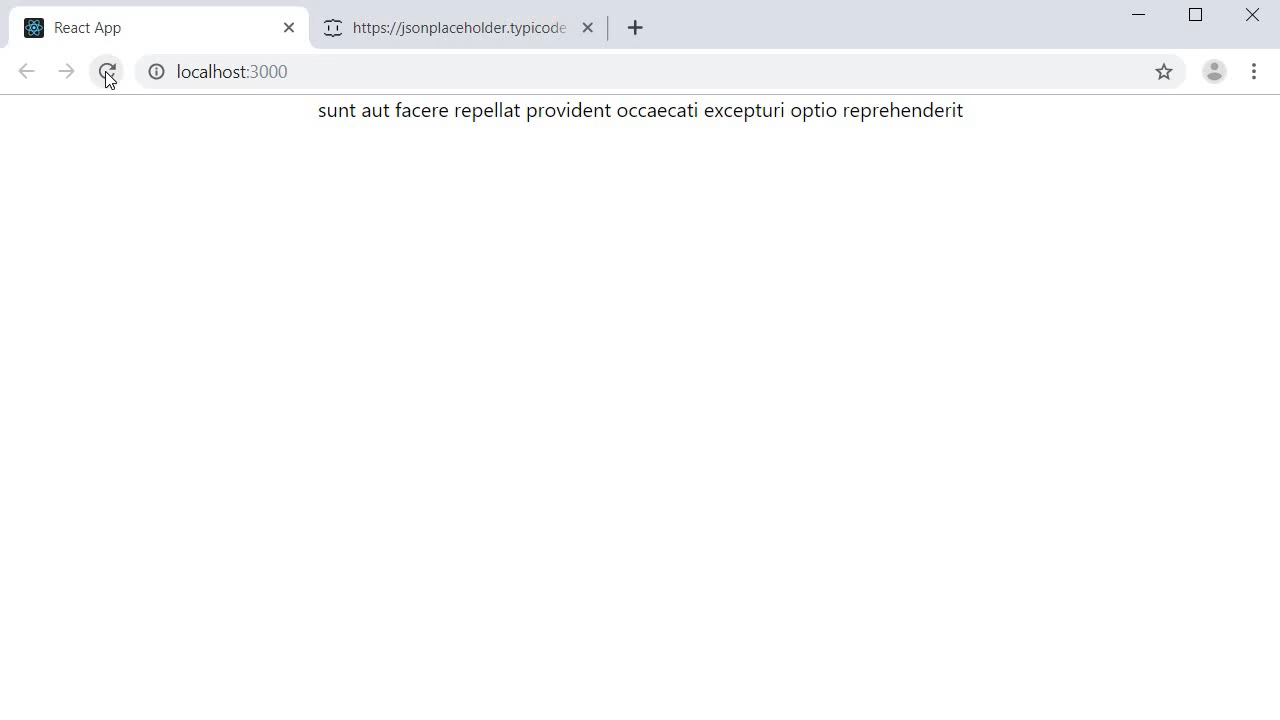 React App
https://jsonplaceholder.typicode
localhost:3000
sunt aut facere repellat provident occaecati excepturi optio reprehenderit